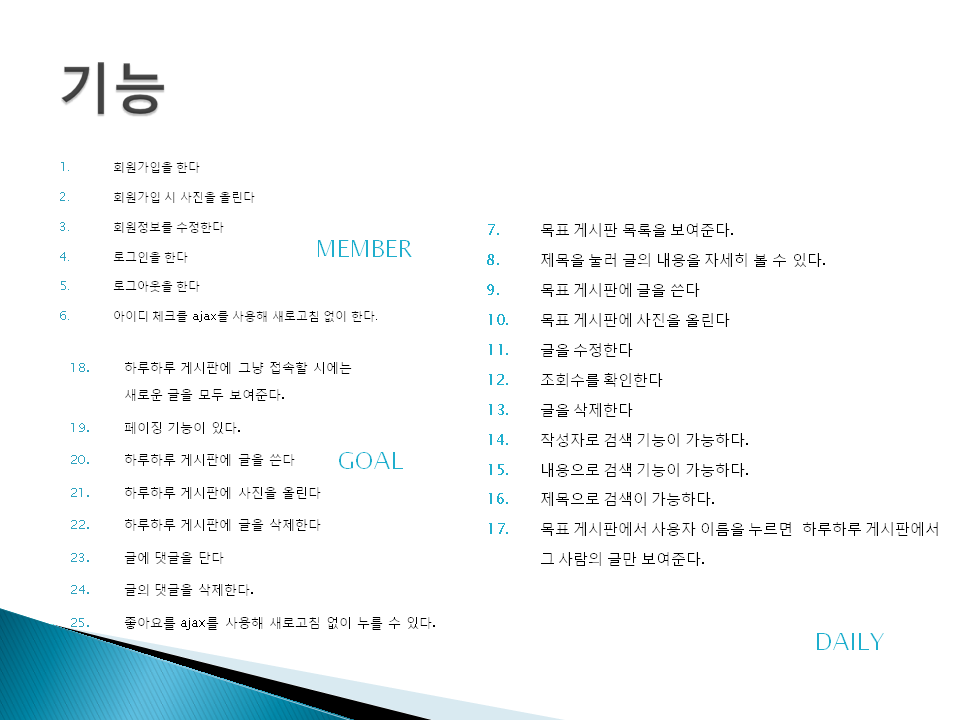 기능
1. 회원가입을 한다
2. 회원가입 시 사진을 올린다
3. 회원정보를 수정한다
4. 로그인을 한다
5. 로그아웃을 한다
6. 아이디 체크를 ajax를 사용해 새로고침 없이 한다.
MEMBER
7. 목표 게시판 목록을 보여준다.
8. 제목을 눌러 글의 내용을 자세히 볼 수 있다.
9. 목표 게시판에 글을 쓴다
10. 목표 게시판에 사진을 올린다
11. 글을 수정한다
12. 조회수를 확인한다
13. 글을 삭제한다
14. 작성자로 검색 기능이 가능하다.
15. 내용으로 검색 기능이 가능하다.
16. 제목으로 검색이 가능하다.
17. 목표 게시판에서 사용자 이름을 누르면 하루하루 게시판에서
그 사람의 글만 보여준다.
18. 하루하루 게시판에 그냥 접속할 시에는
새로운 글을 모두 보여준다.
19. 페이징 기능이 있다.
20. 하루하루 게시판에 글을 쓴다
21. 하루하루 게시판에 사진을 올린다
22. 하루하루 게시판에 글을 삭제한다
23. 글에 댓글을 단다
24. 글의 댓글을 삭제한다.
25. 좋아요를 ajax를 사용해 새로고침 없이 누를 수 있다.
GOAL
DAILY